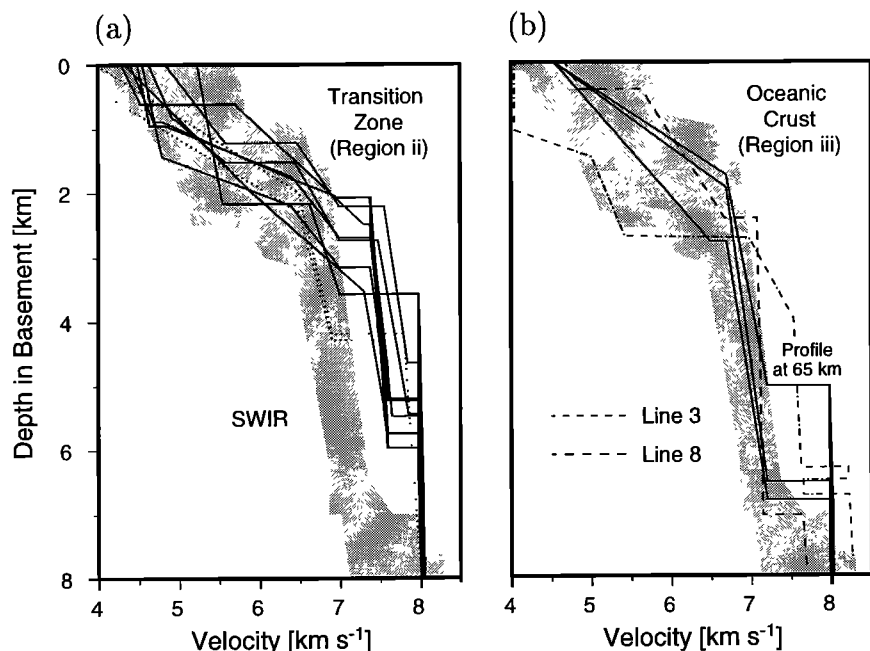 (a)
(b)
Transition
Zone
(Region ii)
Oceanic
Crust
(Region iii)
Depth in Basement [km]
0
2
4
6
8
SWIR
Profile
at 65 km
Line 3
Line 8
4
5
6
7
8
4
5
6
7
8
Velocity [km s⁻¹]
Velocity [km s⁻¹]